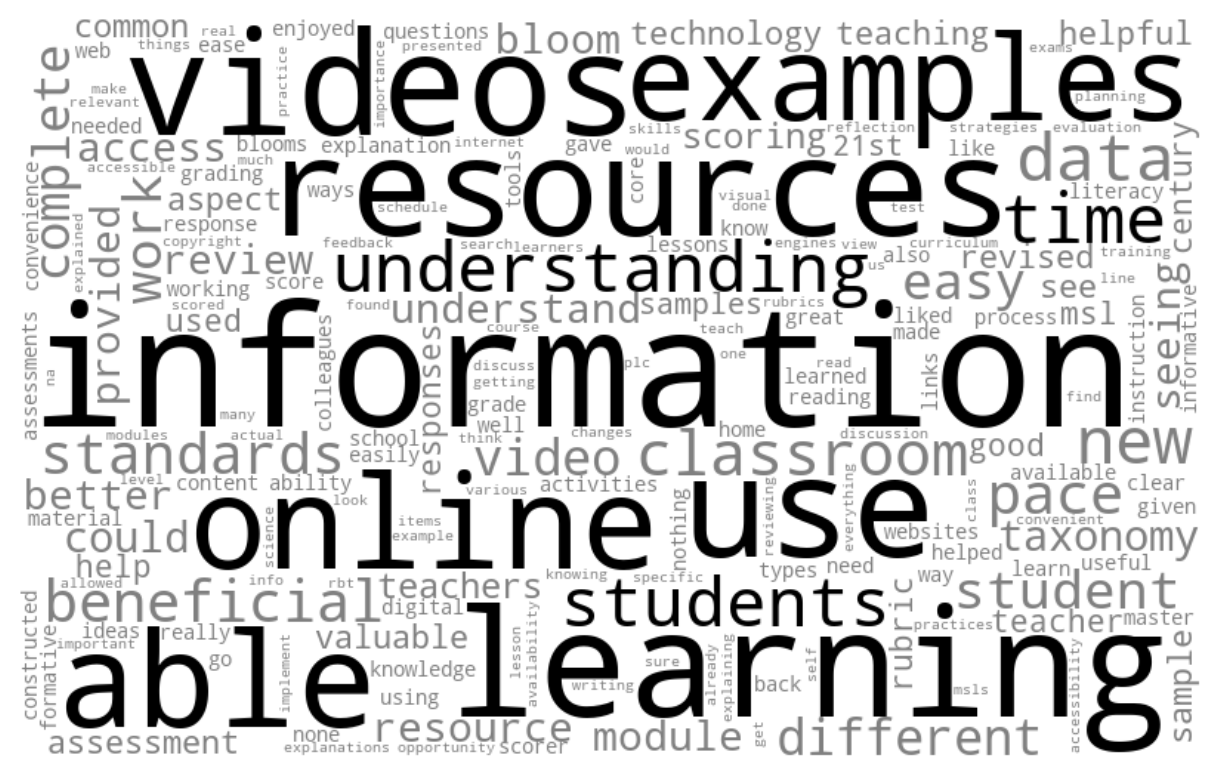 common real enjoyed questions bloom technology teaching helpful
web things ease presented exams
videos examples
complete make relevant practice importance planning
needed skills reflection strategies evaluation
access blooms explanation internet gave scoring 21st like data
accessible much grading would
convenience work aspect ways tools core visual literacy century
resources
schedule done test time
provided response know
explained copyright feedback search learners lessons engines view also curriculum training
review understanding us revised
working score easy see line
scored found understand samples rubrics
used great liked process msl seeing informative
made
information
assessments na colleagues responses course teach instruction
discuss plc one read
getting learned links
many grade reading find
well
modules actual school think changes home discussion
standards easily video classroom good new
level content ability various activities available clear
better look pace given
material online use class convenient
could science items example nothing reviewing everything websites taxonomy
help helped
allowed info rbt knowing specific types need way learn useful
beneficial teachers students student
digital
constructed formative ideas really valuable lesson availability rubric practices teacher master
important implement
able go knowledge learning sure explaining already self accessibility sample
using writing back msls
none resource
assessment explanations opportunity scorer module get different